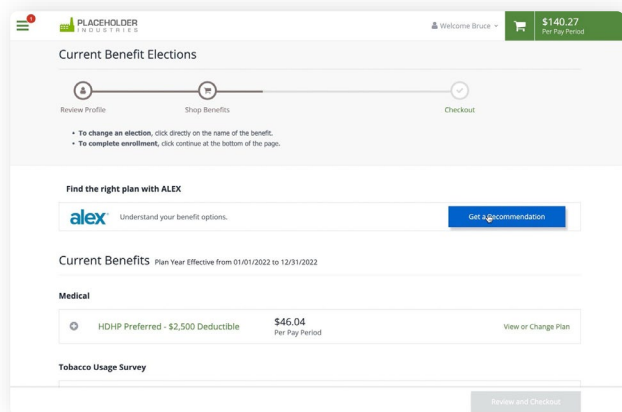 1
PLACEHOLDER
INDUSTRIES
Welcome Bruce
$140.27
Per Pay Period
Current Benefit Elections
Review Profile
Shop Benefits
Checkout
• To change an election, click directly on the name of the benefit.
• To complete enrollment, click continue at the bottom of the page.
Find the right plan with ALEX
alex
Understand your benefit options.
Get a Recommendation
Current Benefits Plan Year Effective from 01/01/2022 to 12/31/2022
Medical
HDHP Preferred - $2,500 Deductible
$46.04
Per Pay Period
View or Change Plan
Tobacco Usage Survey
Review and Checkout